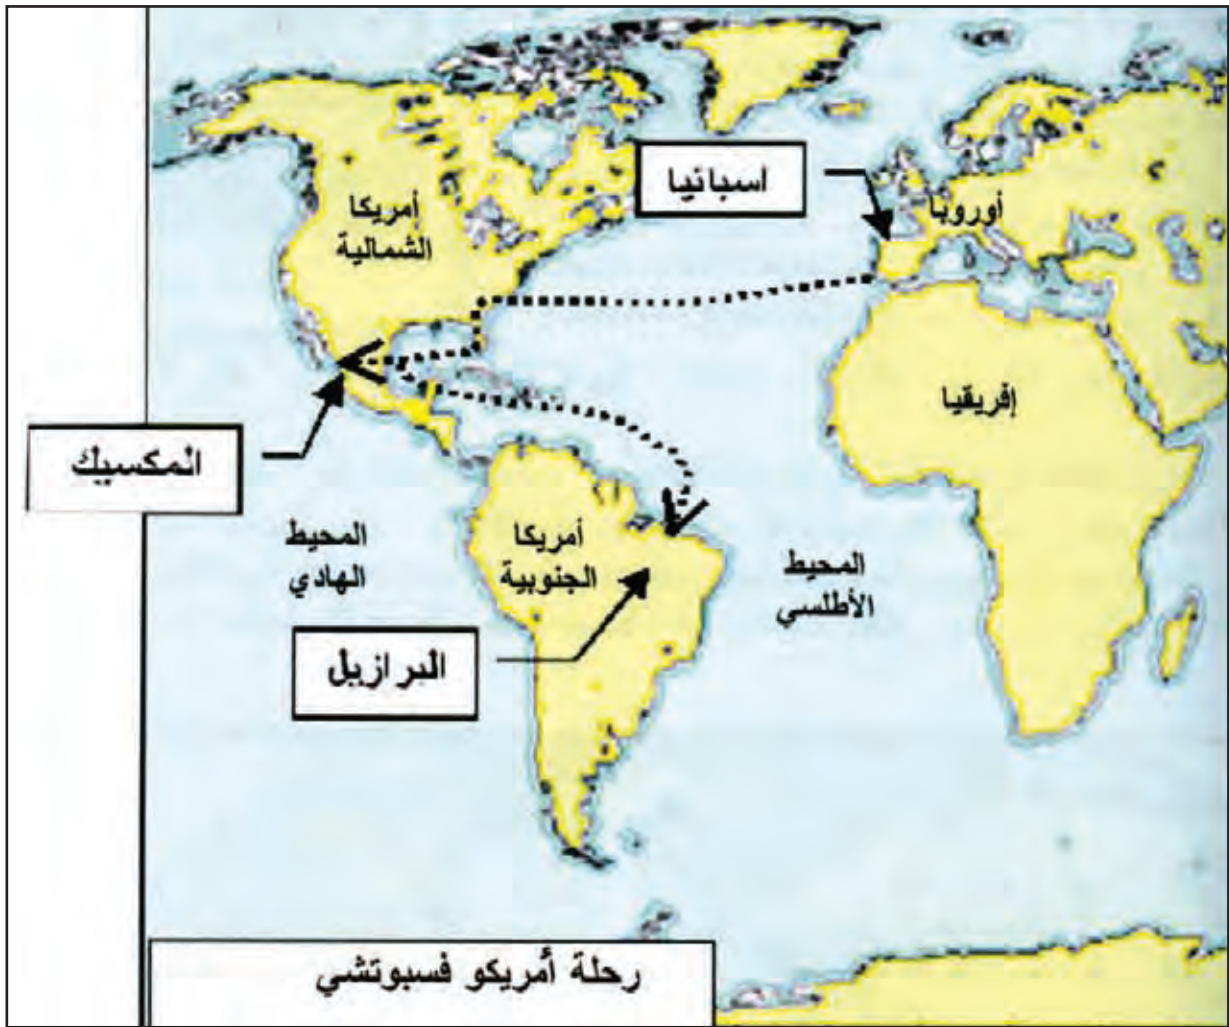 اسبانيا
أوروبا
أمريكا
الشمالية
إفريقيا
المكسيك
أمريكا
الجنوبية
المحيط
الهادي
المحيط
الأطلسي
البرازيل
رحلة أمريكو فسبوتشي